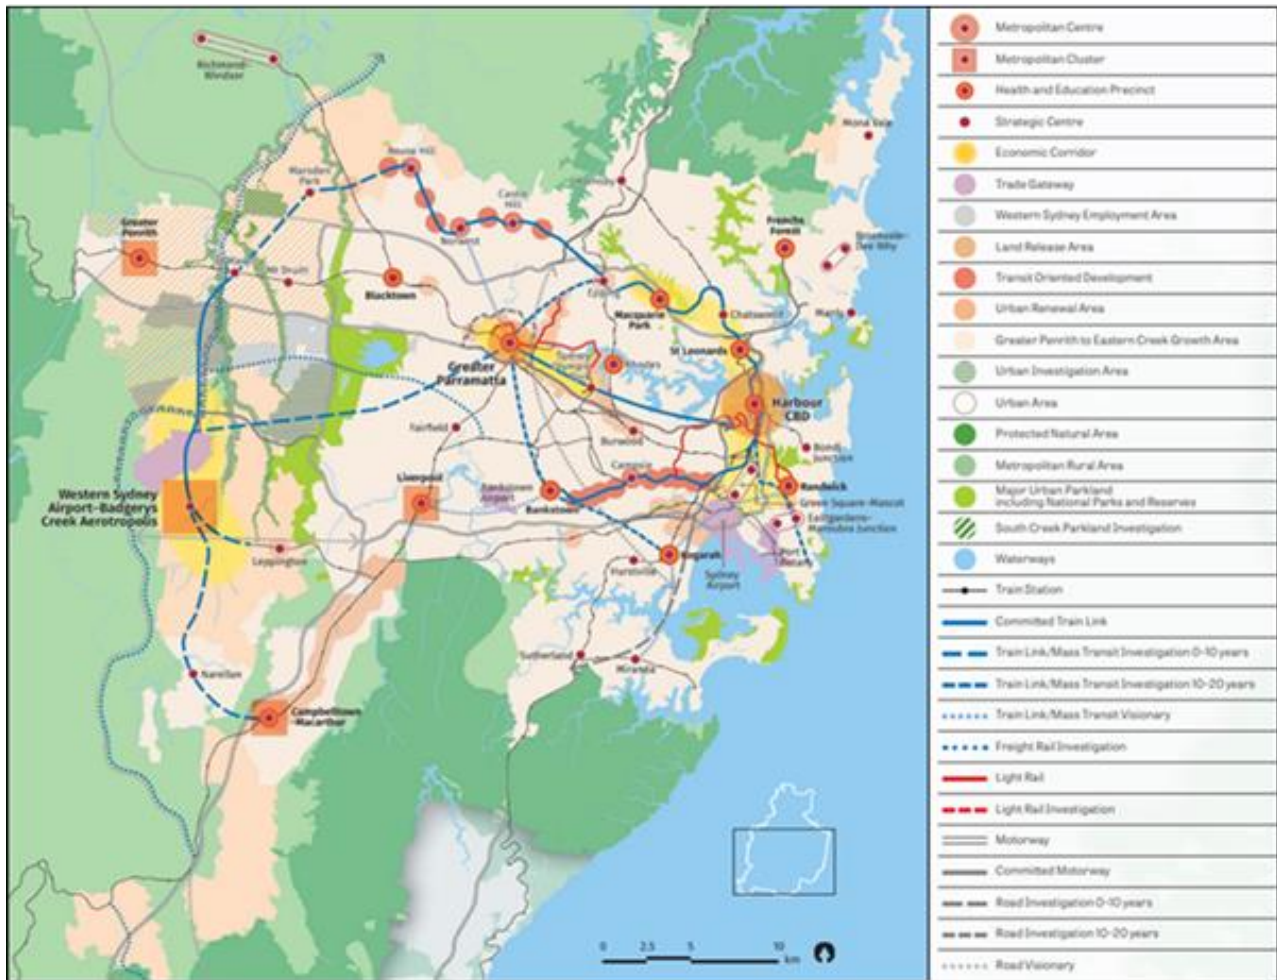 Richmond-
Windsor
Mona Vale
Rouse Hill
Marsden
Park
Hornsby
Castle
Hill
Greater
Penrith
Frenchs
Forest
Brookvale-
Dee Why
Norwest
Mt Druitt
Blacktown
Epping
Macquarie
Park
Chatswood
Manly
St Leonards
Greater
Parramatta
Sydney
Olympic
Rhodes
Harbour
CBD
Fairfield
Burwood
Bondi
Junction
Liverpool
Campsie
Bankstown
Airport
Randwick
Western Sydney
Airport-Badgerys
Creek Aerotropolis
Bankstown
Green Square-Mascot
Eastgardens-
Maroubra Junction
Leppington
Kogarah
Port
Botany
Hurstville
Sydney
Airport
Sutherland
Miranda
Narellan
Campbelltown-
Macarthur
0 2.5 5 10
km
Metropolitan Centre
Metropolitan Cluster
Health and Education Precinct
Strategic Centre
Economic Corridor
Trade Gateway
Western Sydney Employment Area
Land Release Area
Transit Oriented Development
Urban Renewal Area
Greater Penrith to Eastern Creek Growth Area
Urban Investigation Area
Urban Area
Protected Natural Area
Metropolitan Rural Area
Major Urban Parkland
including National Parks and Reserves
South Creek Parkland Investigation
Waterways
Train Station
Committed Train Link
Train Link/Mass Transit Investigation 0-10 years
Train Link/Mass Transit Investigation 10-20 years
Train Link/Mass Transit Visionary
Freight Rail Investigation
Light Rail
Light Rail Investigation
Motorway
Committed Motorway
Road Investigation 0-10 years
Road Investigation 10-20 years
Road Visionary